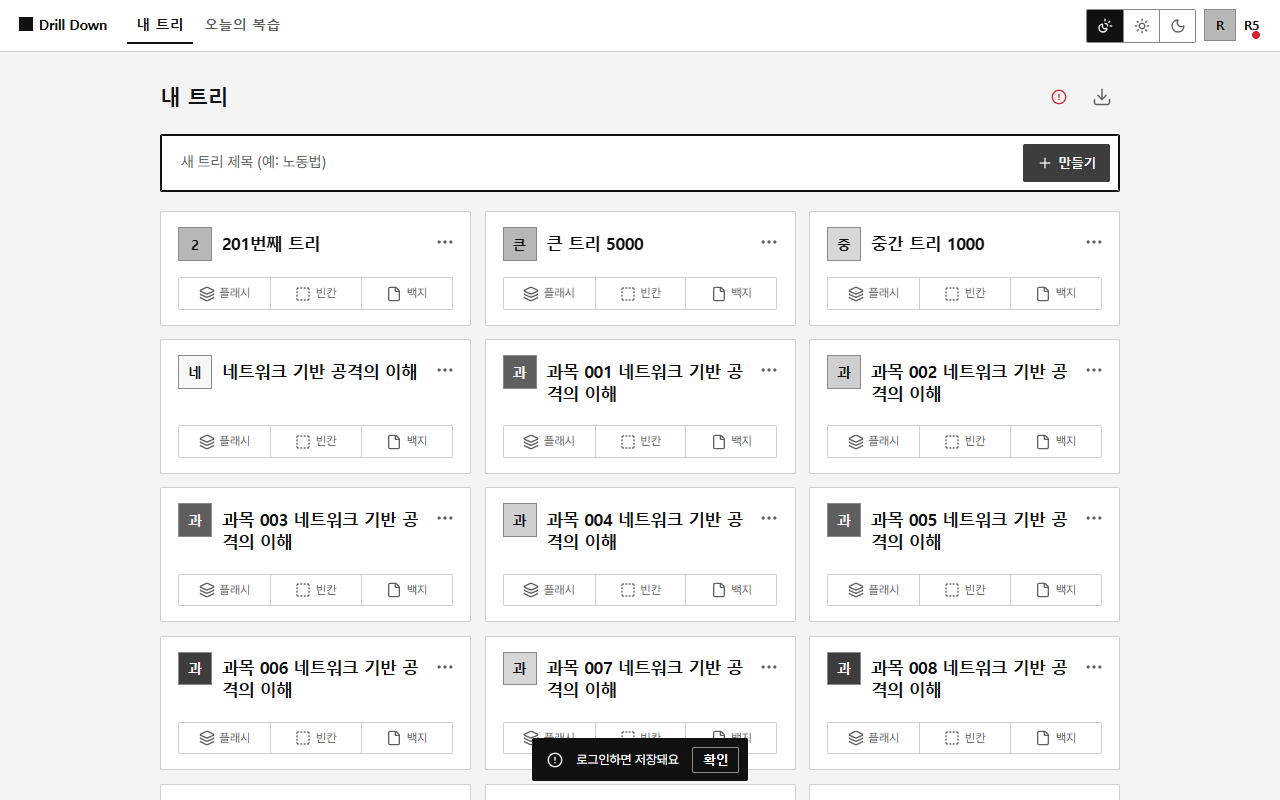 Drill Down
내 트리
오늘의 복습
R
R5
내 트리
새 트리 제목 (예: 노동법)
만들기
2
201번째 트리
큰
큰 트리 5000
중
중간 트리 1000
플래시
빈칸
백지
플래시
빈칸
백지
플래시
빈칸
백지
네
네트워크 기반 공격의 이해
과
과목 001 네트워크 기반 공
격의 이해
과
과목 002 네트워크 기반 공
격의 이해
플래시
빈칸
백지
플래시
빈칸
백지
플래시
빈칸
백지
과
과목 003 네트워크 기반 공
격의 이해
과
과목 004 네트워크 기반 공
격의 이해
과
과목 005 네트워크 기반 공
격의 이해
플래시
빈칸
백지
플래시
빈칸
백지
플래시
빈칸
백지
과
과목 006 네트워크 기반 공
격의 이해
과
과목 007 네트워크 기반 공
격의 이해
과
과목 008 네트워크 기반 공
격의 이해
플래시
빈칸
백지
플래시
빈칸
백지
플래시
빈칸
백지
로그인하면 저장돼요
확인